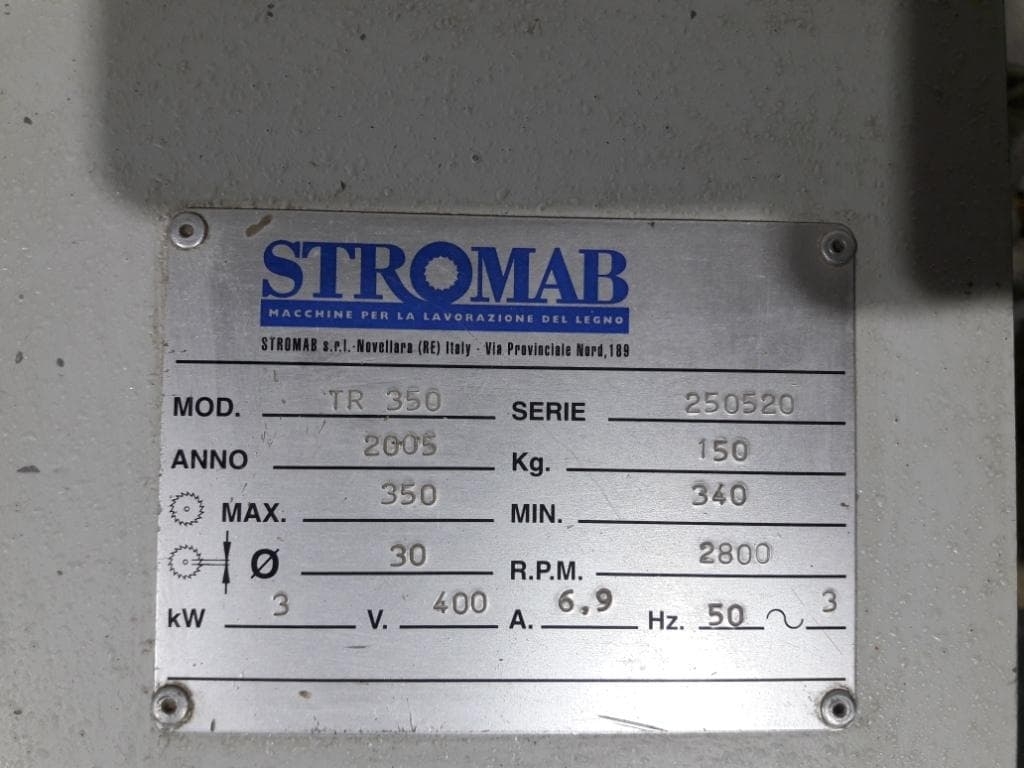 STROMAB
MACCHINE PER LA LAVORAZIONE DEL LEGNO
STROMAB s.r.l.-Novellara (RE) Italy - Via Provinciale Nord,189
MOD. TR 350 SERIE 250520
ANNO 2005 Kg. 150
MAX. 350 MIN. 340
Ø 30 R.P.M. 2800
kW 3 V. 400 A. 6,9 Hz. 50 ~ 3